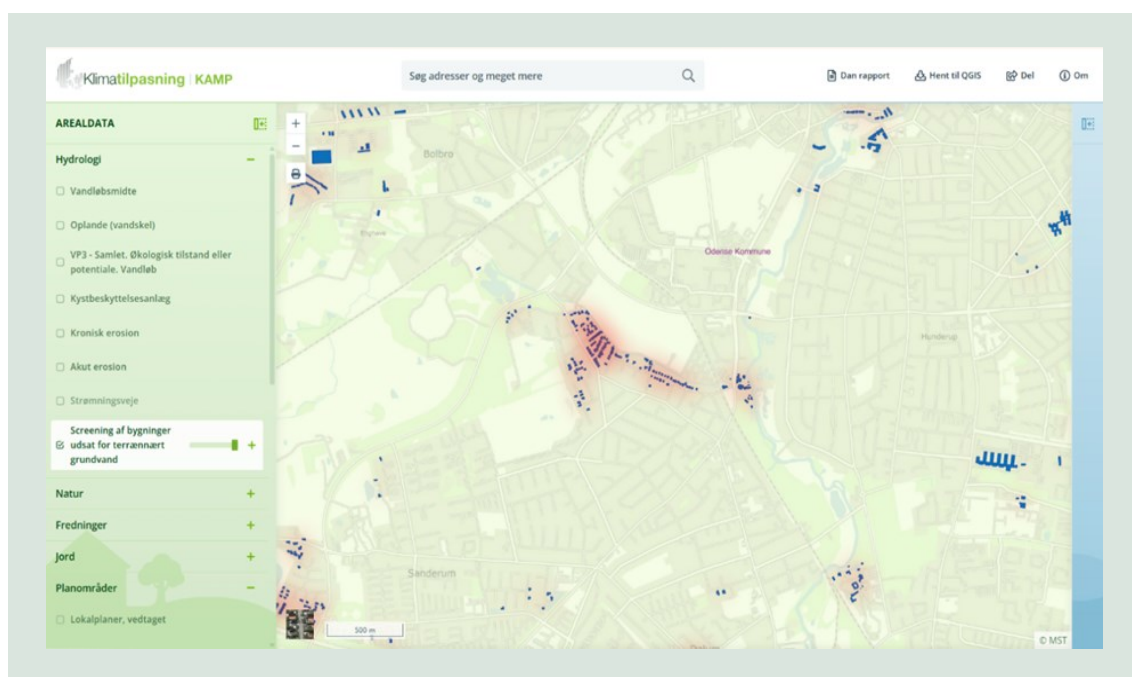 Klimatilpasning | KAMP
Søg adresser og meget mere
Dan rapport
Hent til QGIS
Del
Om
AREALDATA
Hydrologi
Vandløbsmidte
Oplande (vandskel)
VP3 - Samlet. Økologisk tilstand eller
potentiale. Vandløb
Kystbeskyttelsesanlæg
Kronisk erosion
Akut erosion
Strømningsveje
Screening af bygninger
udsat for terrænnært
grundvand
Natur
Fredninger
Jord
Planområder
Lokalplaner, vedtaget
Bolbro
Odense Kommune
Hunderup
Sanderum
500 m
© MST